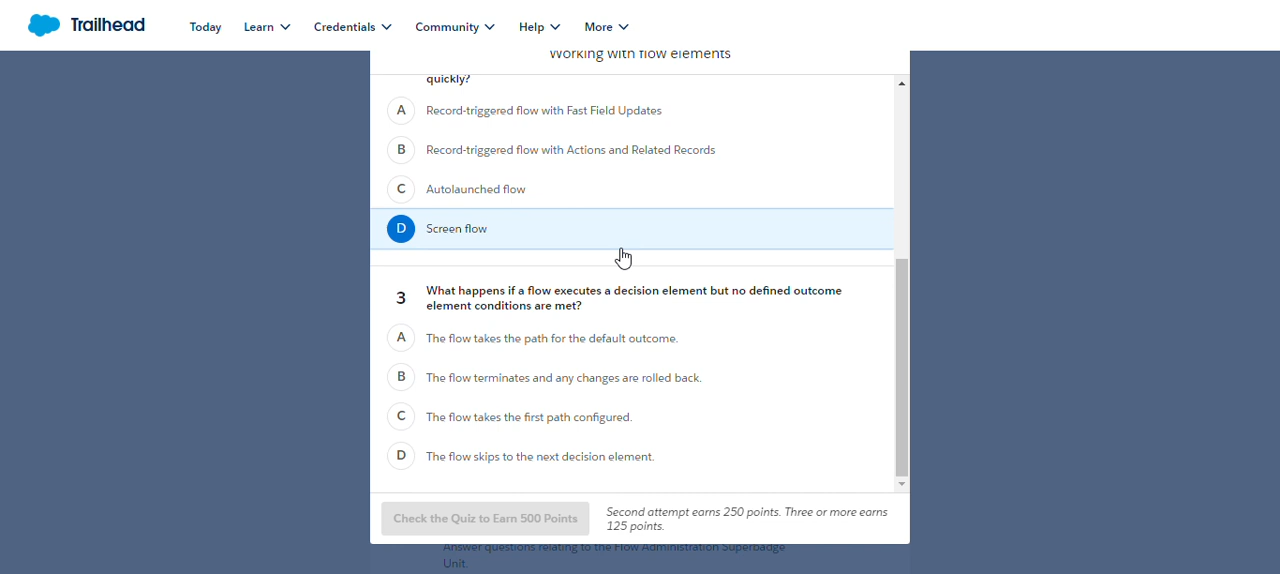 Trailhead
Today Learn Credentials Community Help More
Working with flow elements
quickly?
A Record-triggered flow with Fast Field Updates
B Record-triggered flow with Actions and Related Records
C Autolaunched flow
D Screen flow
3 What happens if a flow executes a decision element but no defined outcome
element conditions are met?
A The flow takes the path for the default outcome.
B The flow terminates and any changes are rolled back.
C The flow takes the first path configured.
D The flow skips to the next decision element.
Check the Quiz to Earn 500 Points
Second attempt earns 250 points. Three or more earns
125 points.
Answer questions relating to the Flow Administration Superbadge
Unit.